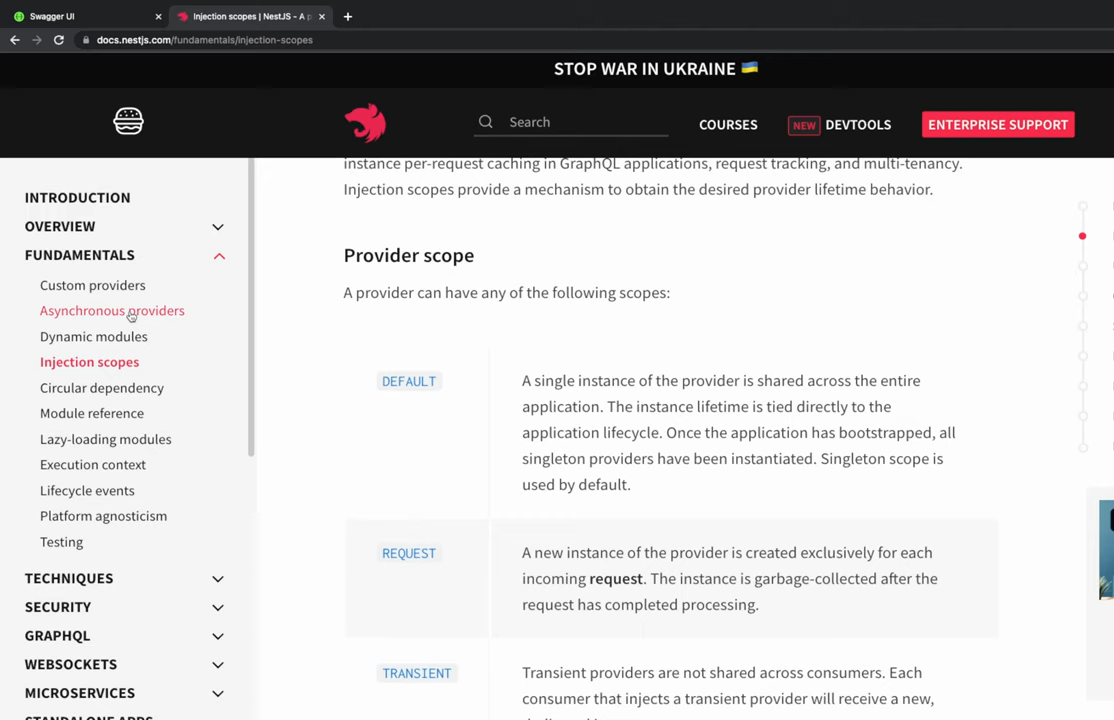 Swagger UI
Injection scopes | NestJS - A p
docs.nestjs.com/fundamentals/injection-scopes
STOP WAR IN UKRAINE 🇺🇦
Search
COURSES
NEW DEVTOOLS
ENTERPRISE SUPPORT
INTRODUCTION
OVERVIEW
FUNDAMENTALS
Custom providers
Asynchronous providers
Dynamic modules
Injection scopes
Circular dependency
Module reference
Lazy-loading modules
Execution context
Lifecycle events
Platform agnosticism
Testing
TECHNIQUES
SECURITY
GRAPHQL
WEBSOCKETS
MICROSERVICES
STANDALONE APPS
instance per-request caching in GraphQL applications, request tracking, and multi-tenancy.
Injection scopes provide a mechanism to obtain the desired provider lifetime behavior.
Provider scope
A provider can have any of the following scopes:
DEFAULT
A single instance of the provider is shared across the entire
application. The instance lifetime is tied directly to the
application lifecycle. Once the application has bootstrapped, all
singleton providers have been instantiated. Singleton scope is
used by default.
REQUEST
A new instance of the provider is created exclusively for each
incoming request. The instance is garbage-collected after the
request has completed processing.
TRANSIENT
Transient providers are not shared across consumers. Each
consumer that injects a transient provider will receive a new,